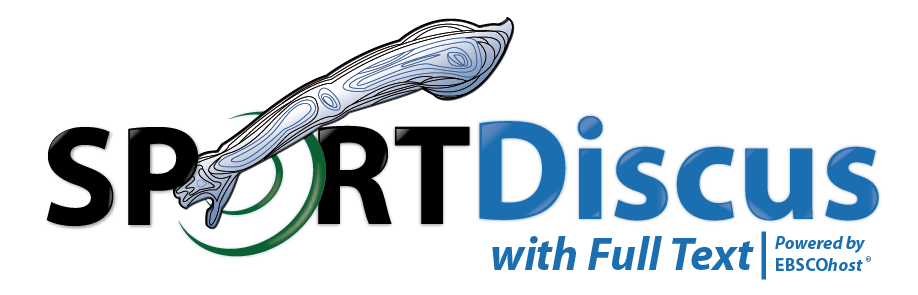 SPORTDiscus
with Full Text
Powered by
EBSCOhost®